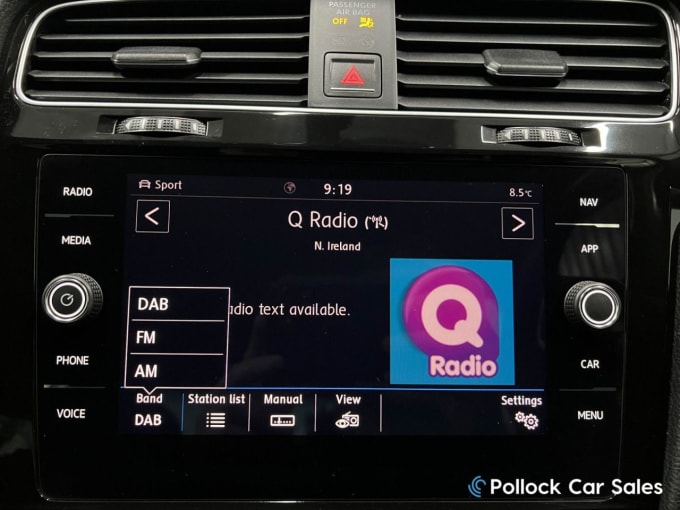 PASSENGER
AIR BAG
OFF
RADIO
MEDIA
PHONE
VOICE
Sport
9:19
8.5°C
Q Radio
N. Ireland
adio text available.
DAB
FM
AM
Q
Radio
Band
DAB
Station list
Manual
View
Settings
NAV
APP
CAR
MENU
Pollock Car Sales